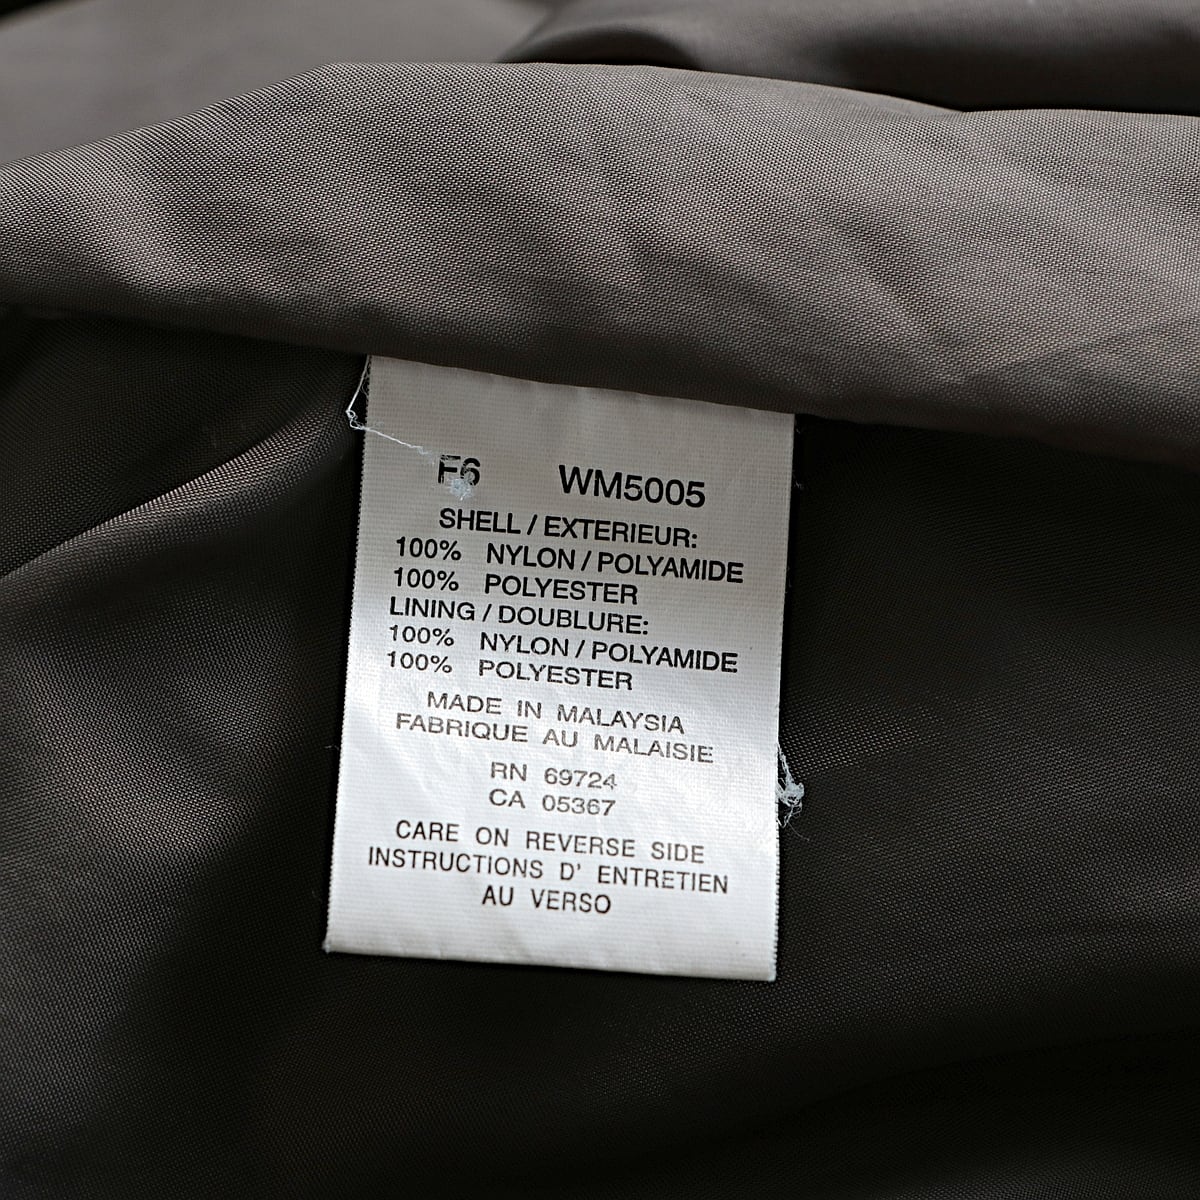 F6 WM5005
SHELL / EXTERIEUR:
100% NYLON / POLYAMIDE
100% POLYESTER
LINING / DOUBLURE:
100% NYLON / POLYAMIDE
100% POLYESTER
MADE IN MALAYSIA
FABRIQUE AU MALAISIE
RN 69724
CA 05367
CARE ON REVERSE SIDE
INSTRUCTIONS D' ENTRETIEN
AU VERSO